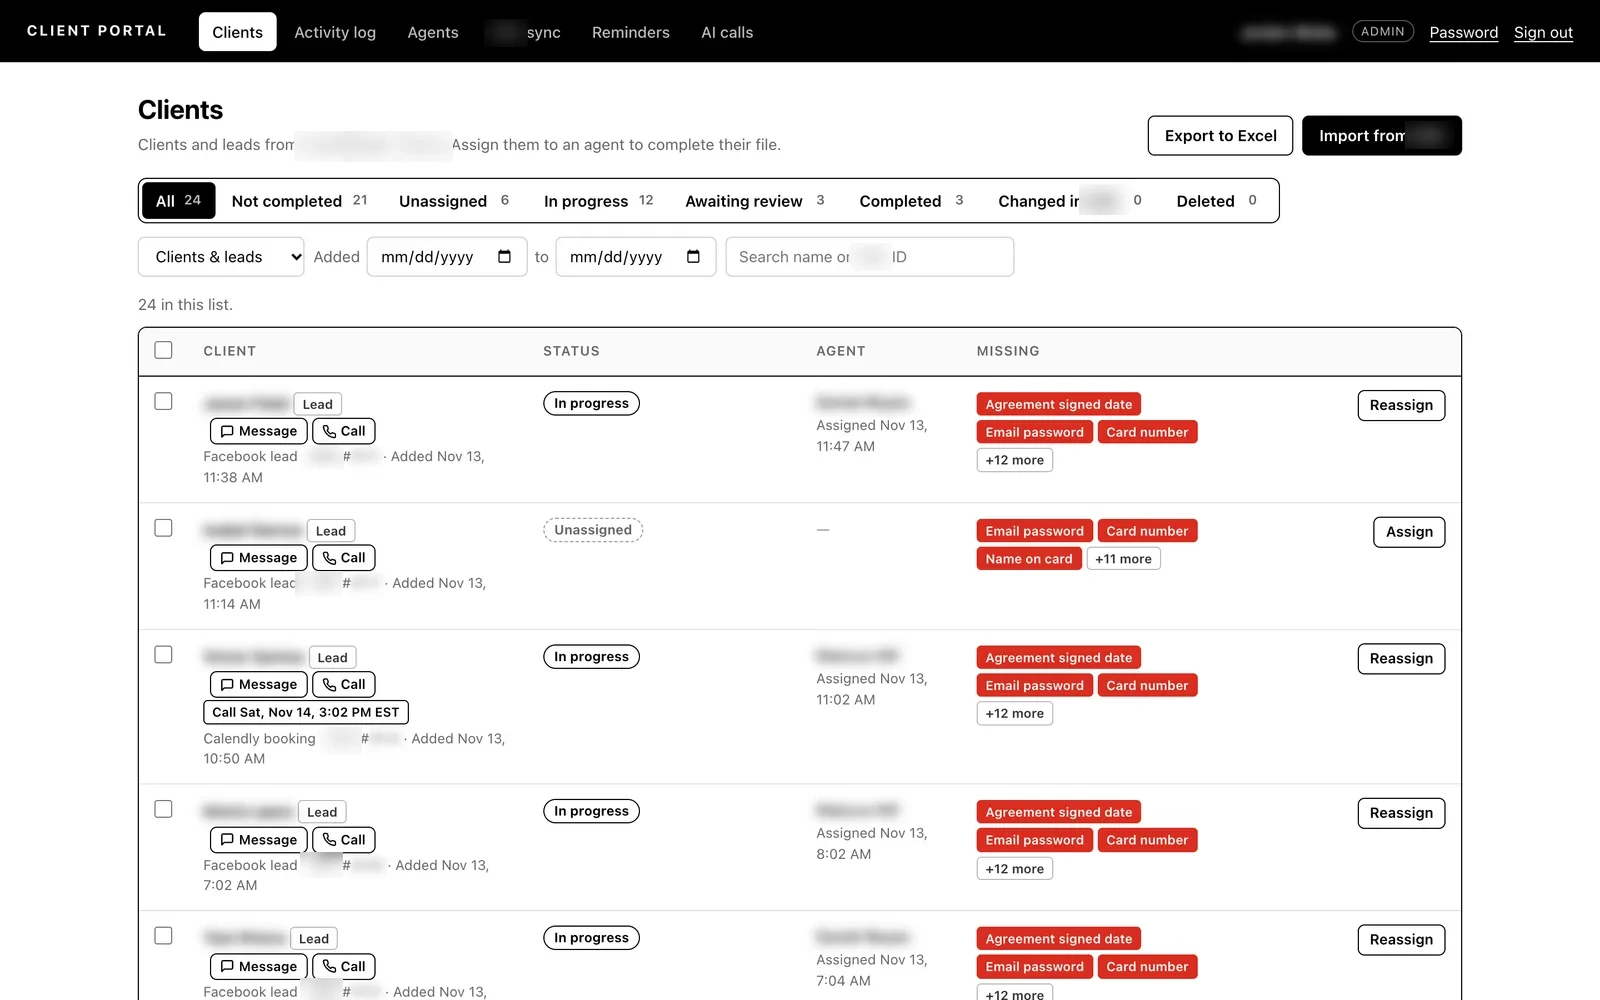 CLIENT PORTAL Clients Activity log Agents sync Reminders AI calls ADMIN Password Sign out
Clients
Clients and leads from Assign them to an agent to complete their file.
Export to Excel Import from
All 24 Not completed 21 Unassigned 6 In progress 12 Awaiting review 3 Completed 3 Changed in 0 Deleted 0
Clients & leads Added mm/dd/yyyy to mm/dd/yyyy Search name or ID
24 in this list.
CLIENT STATUS AGENT MISSING
Lead In progress Agreement signed date Reassign
Message Call Assigned Nov 13, Email password Card number
Facebook lead # · Added Nov 13, 11:47 AM +12 more
11:38 AM
Lead Unassigned — Email password Card number Assign
Message Call Name on card +11 more
Facebook lead # · Added Nov 13,
11:14 AM
Lead In progress Agreement signed date Reassign
Message Call Assigned Nov 13, Email password Card number
Call Sat, Nov 14, 3:02 PM EST 11:02 AM +12 more
Calendly booking # · Added Nov 13,
10:50 AM
Lead In progress Agreement signed date Reassign
Message Call Assigned Nov 13, Email password Card number
Facebook lead # · Added Nov 13, 8:02 AM +12 more
7:02 AM
Lead In progress Agreement signed date Reassign
Message Call Assigned Nov 13, Email password Card number
Facebook lead # · Added Nov 13, 7:04 AM +12 more